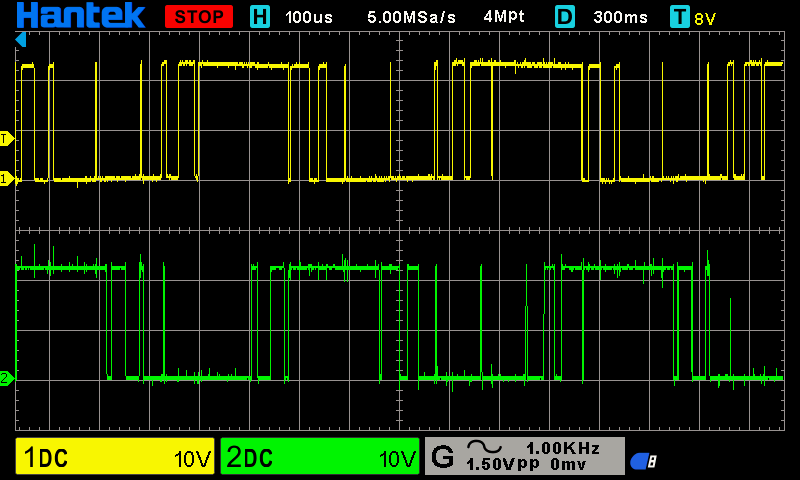 Hantek STOP H 100us 5.00MSa/s 4Mpt D 300ms T 8V
T
1
2
1DC 10V 2DC 10V G 1.00KHz
1.50Vpp 0mv